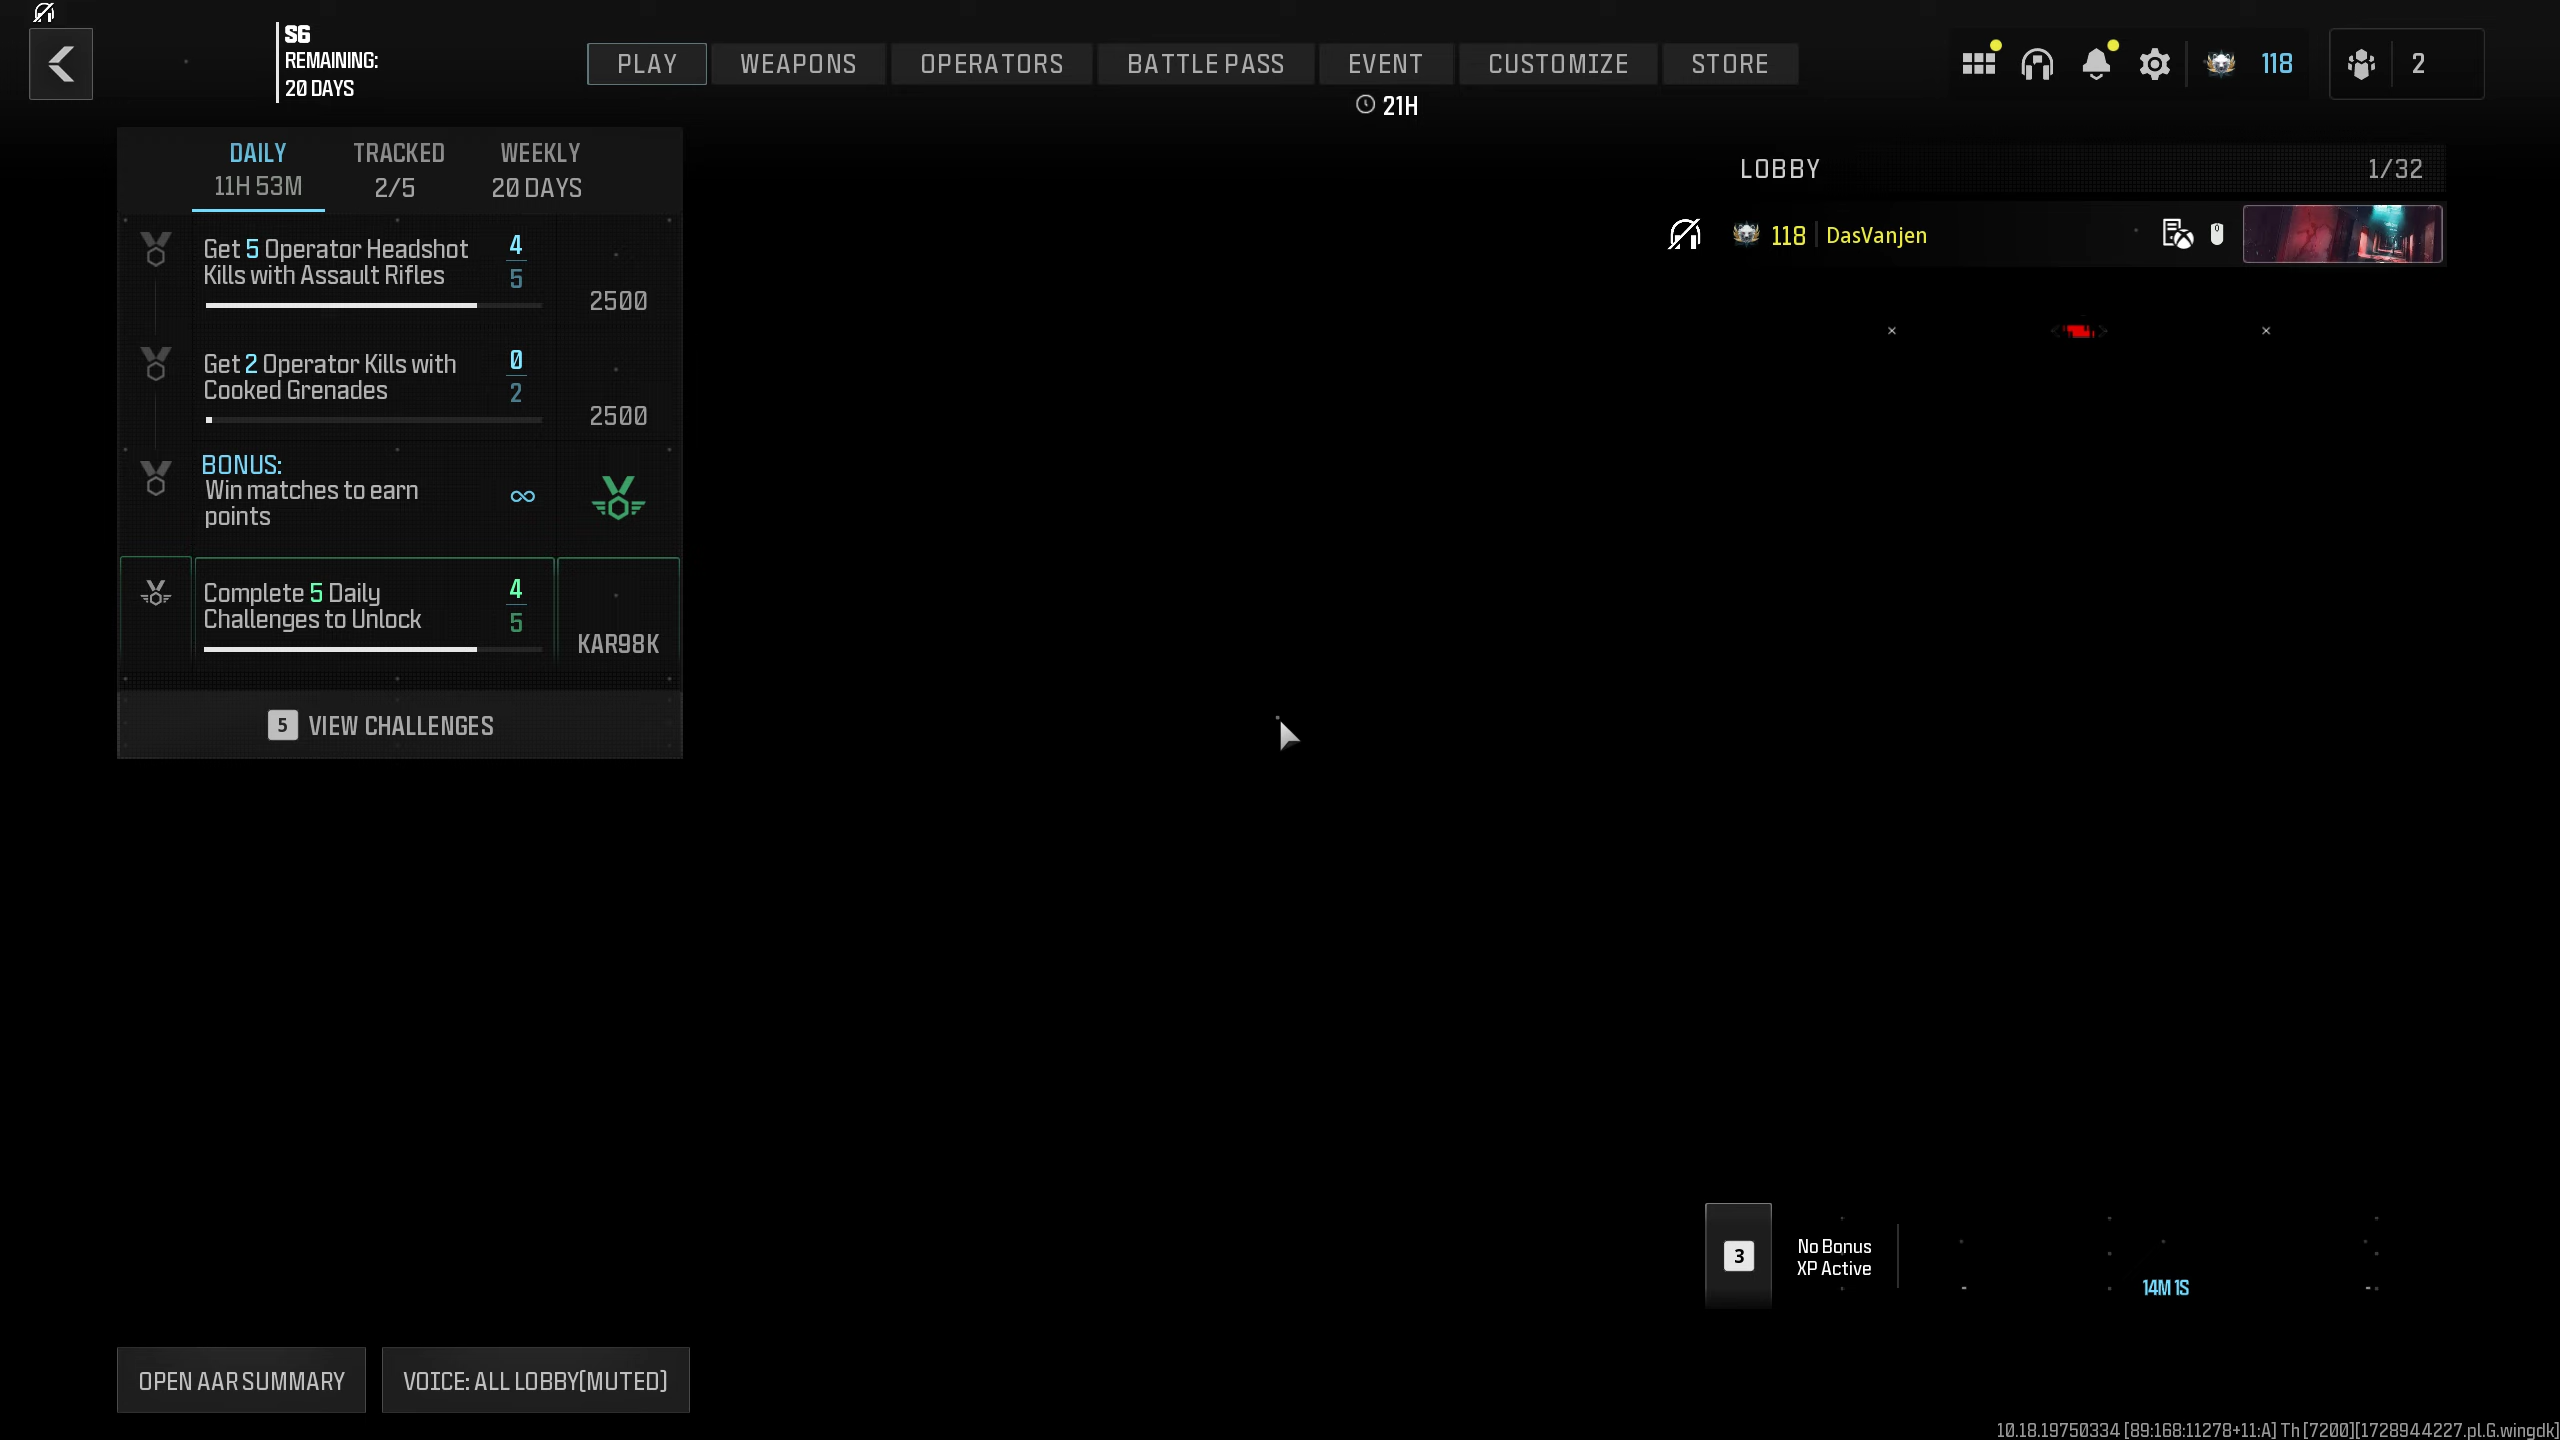 S6
REMAINING:
20 DAYS
PLAY
WEAPONS
OPERATORS
BATTLE PASS
EVENT
CUSTOMIZE
STORE
118
2
21H
DAILY
11H 53M
TRACKED
2/5
WEEKLY
20 DAYS
Get 5 Operator Headshot
Kills with Assault Rifles
4
5
2500
Get 2 Operator Kills with
Cooked Grenades
0
2
2500
BONUS:
Win matches to earn
points
∞
Complete 5 Daily
Challenges to Unlock
4
5
KAR98K
5 VIEW CHALLENGES
LOBBY
1/32
118 DasVanjen
3
No Bonus
XP Active
14M 1S
OPEN AAR SUMMARY
VOICE: ALL LOBBY[MUTED]
10.18.19750334 [89:168:11278+11:A] Th [7200][1728944227.pl.G.wingdk]